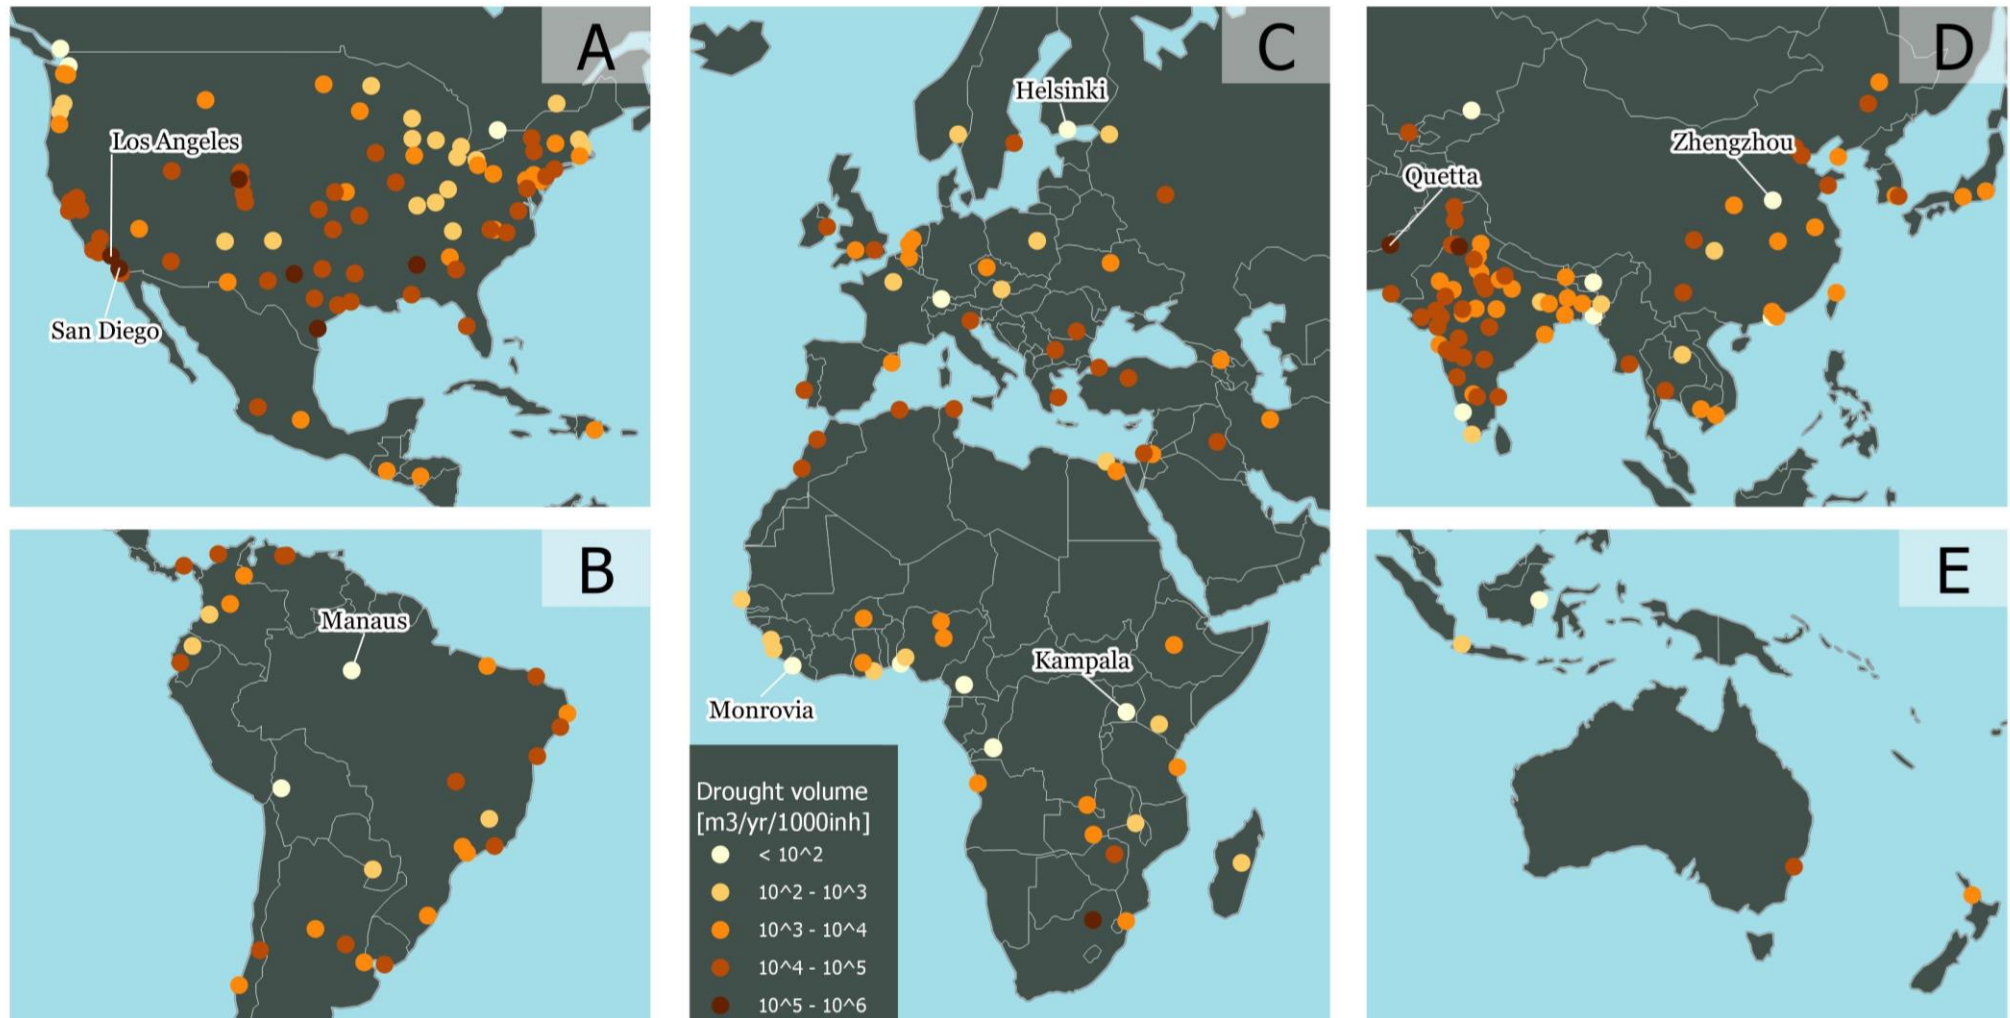 A
Los Angeles
San Diego
B
Manaus
C
Helsinki
Kampala
Monrovia
Drought volume
[m3/yr/1000inh]
< 10^2
10^2 - 10^3
10^3 - 10^4
10^4 - 10^5
10^5 - 10^6
D
Zhengzhou
Quetta
E